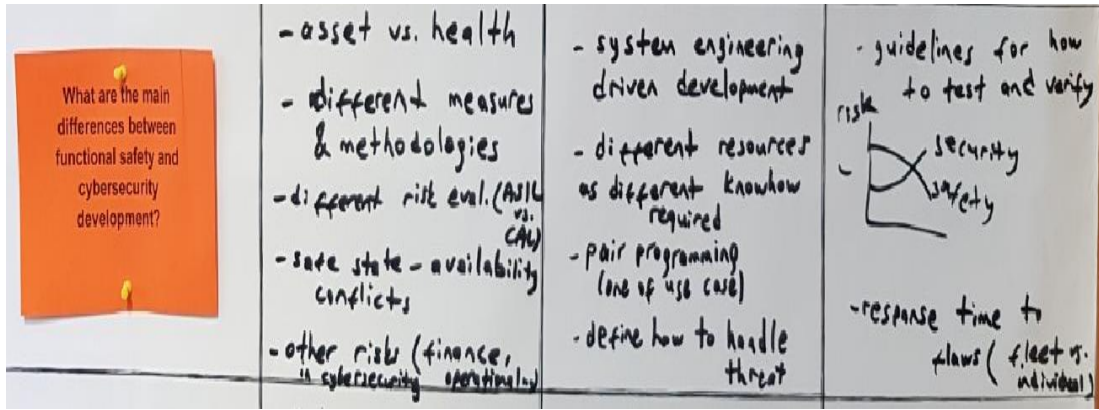 What are the main
differences between
functional safety and
cybersecurity
development?
- asset vs. health
- different measures
& methodologies
- different risk eval. (ASIL
vs.
CAL)
- safe state - availability
conflicts
- other risks (finance,
in cybersecurity operational
- system engineering
driven development
- different resources
as different knowhow
required
- pair programming
(one of use case)
- define how to handle
threat
- guidelines for how
to test and verify
risk
security
safety
- response time to
flaws (fleet vs.
individual)